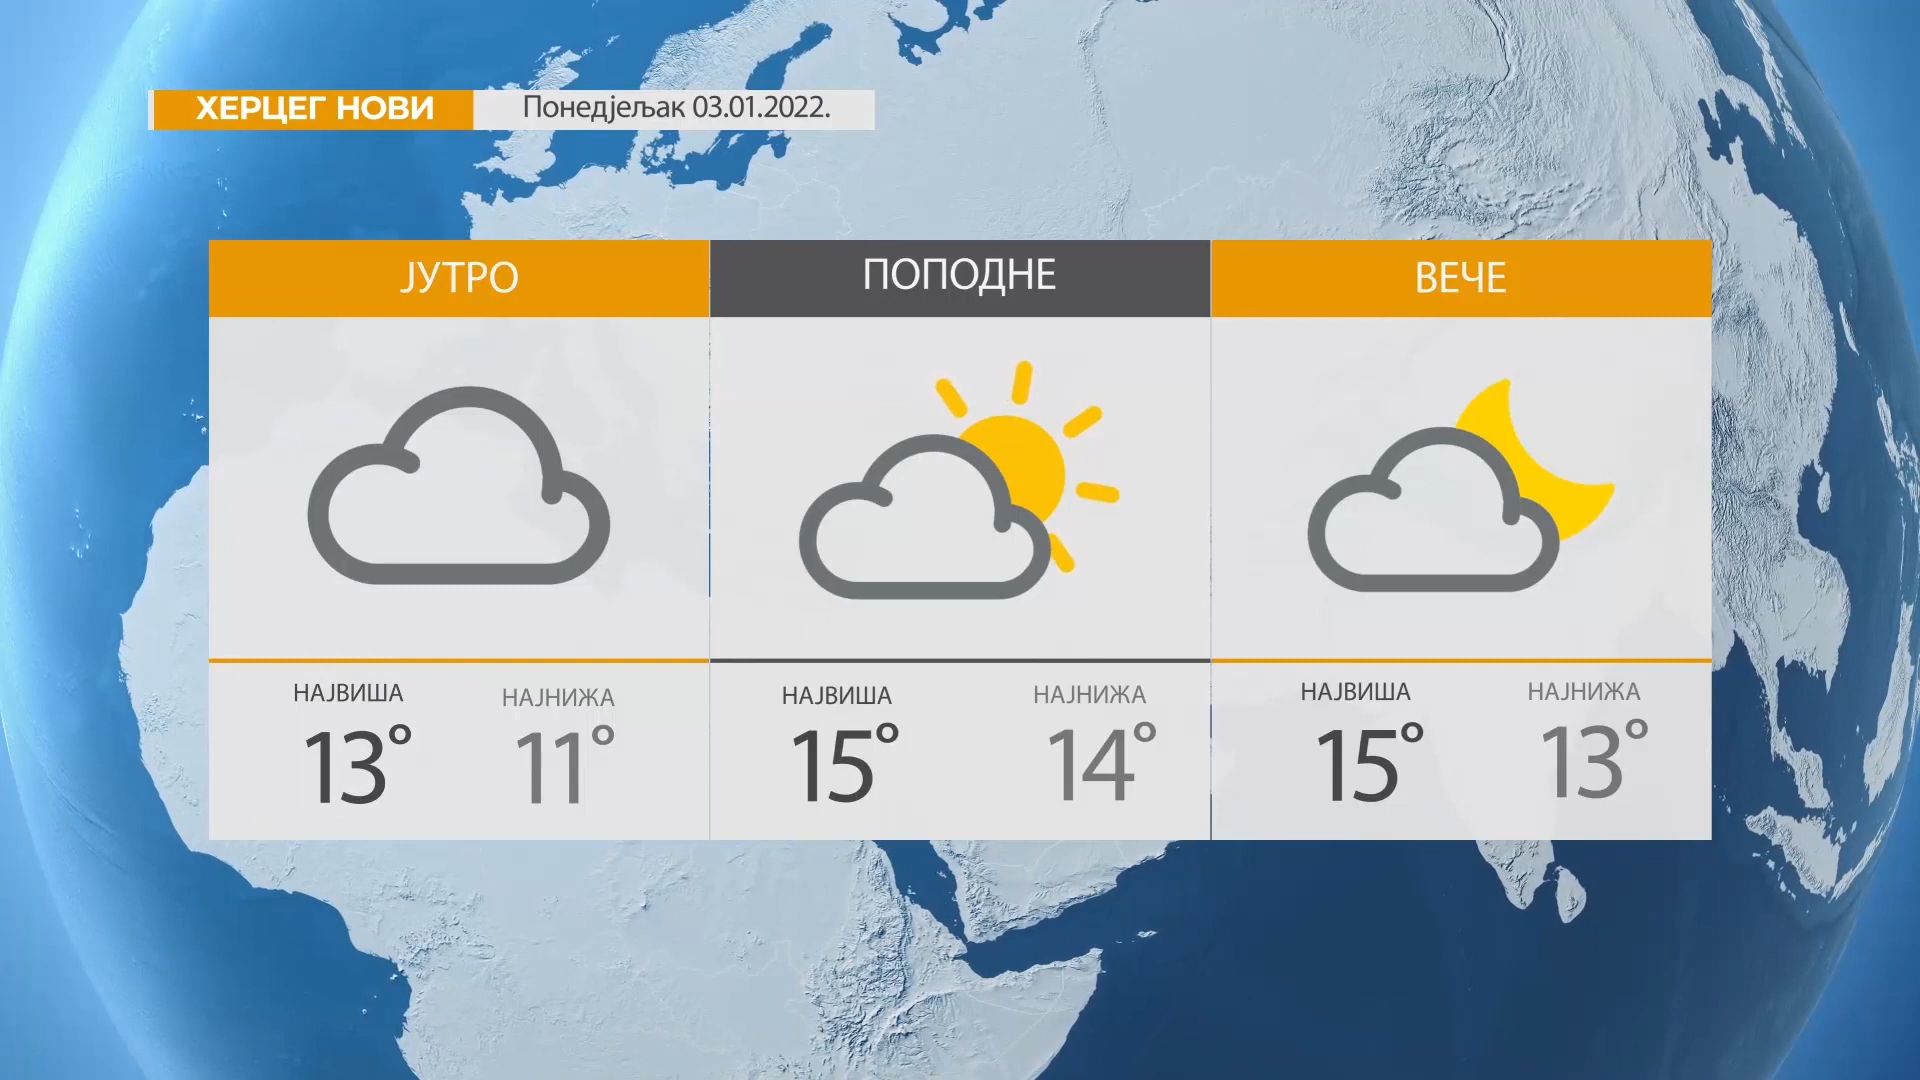 ХЕРЦЕГ НОВИ
Понедјељак 03.01.2022.
ЈУТРО
ПОПОДНЕ
ВЕЧЕ
НАЈВИША
НАЈНИЖА
13°
11°
НАЈВИША
НАЈНИЖА
15°
14°
НАЈВИША
НАЈНИЖА
15°
13°